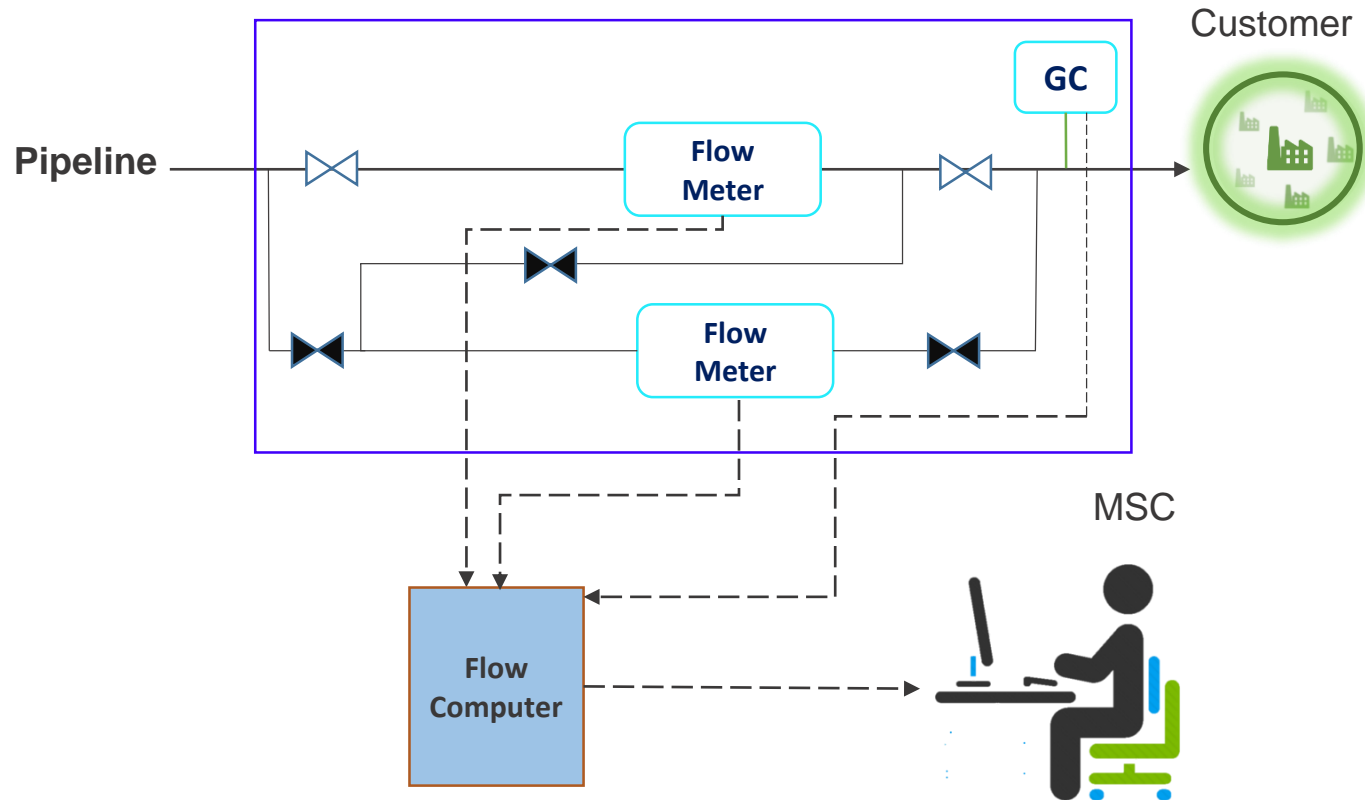 Customer
GC
Pipeline
Flow
Meter
Flow
Meter
MSC
Flow
Computer